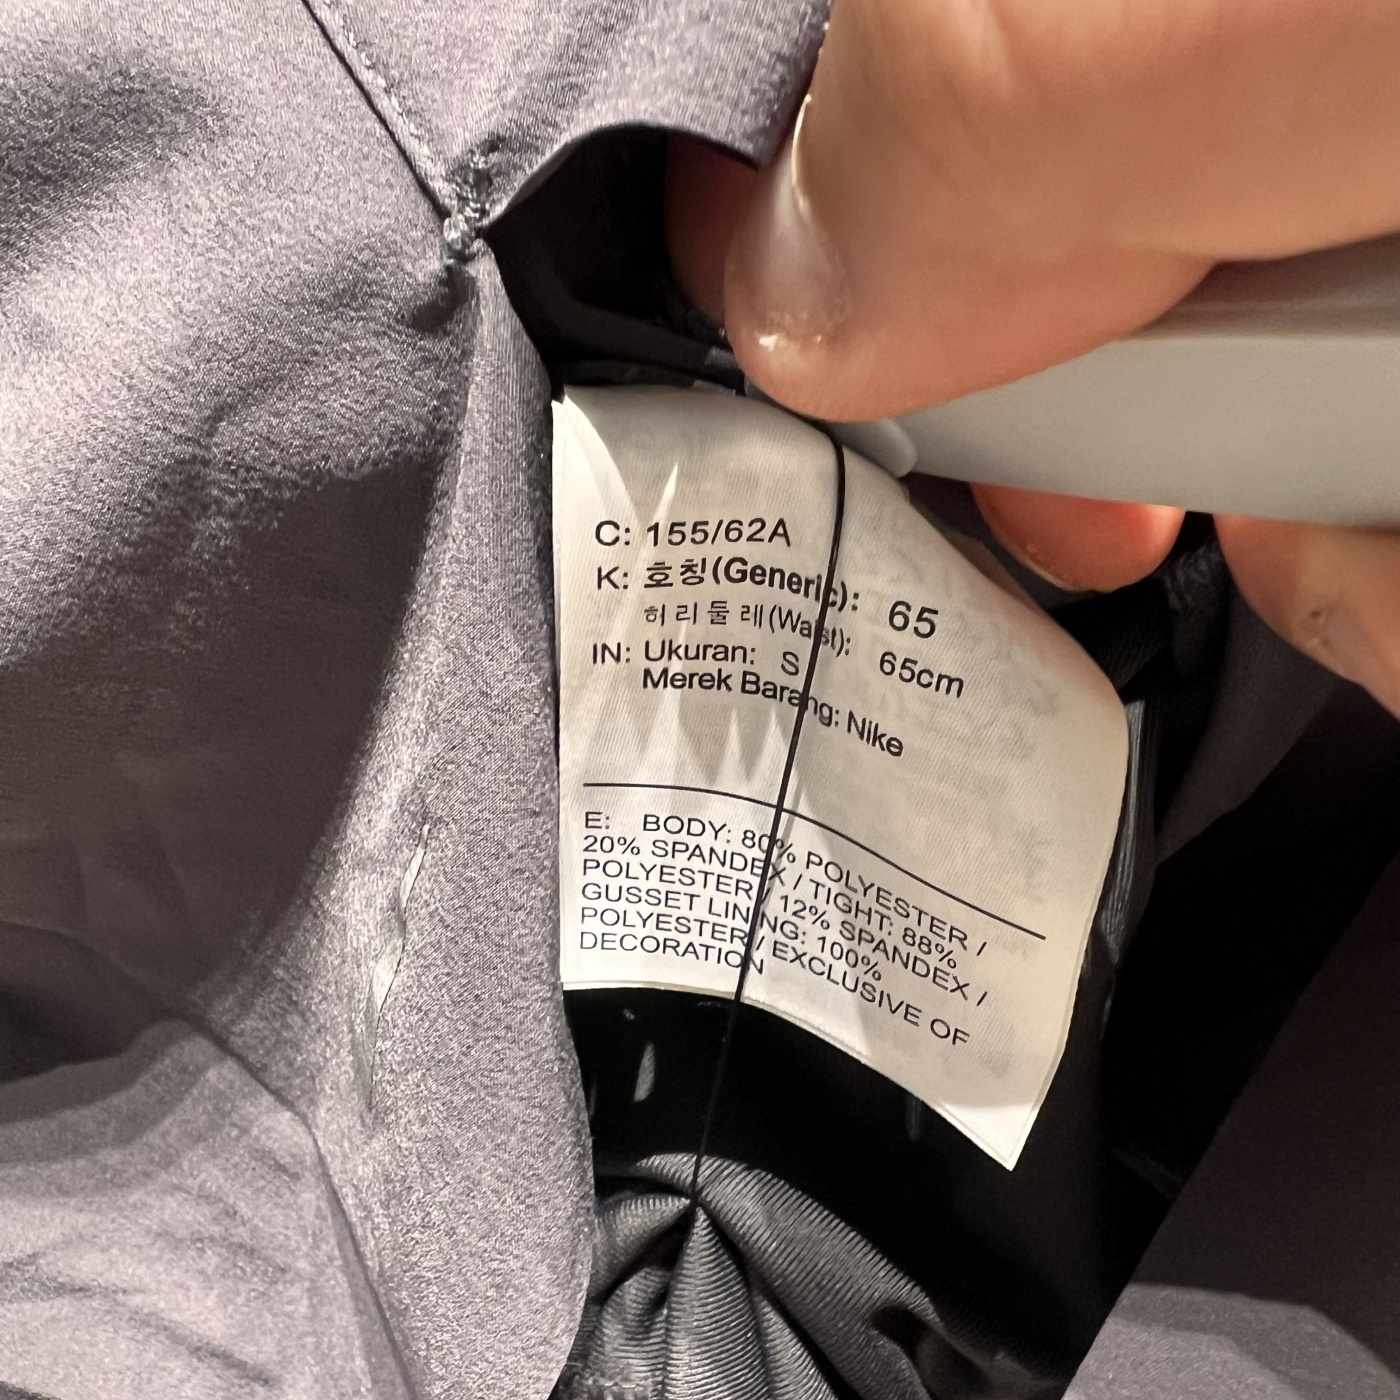 C: 155/62A
K: 호칭(Generic): 65
허리둘레(Waist): 65cm
IN: Ukuran: S
Merek Barang: Nike
E: BODY: 80% POLYESTER /
20% SPANDEX / TIGHT: 88%
POLYESTER / 12% SPANDEX /
GUSSET LINING: 100%
POLYESTER / EXCLUSIVE OF
DECORATION